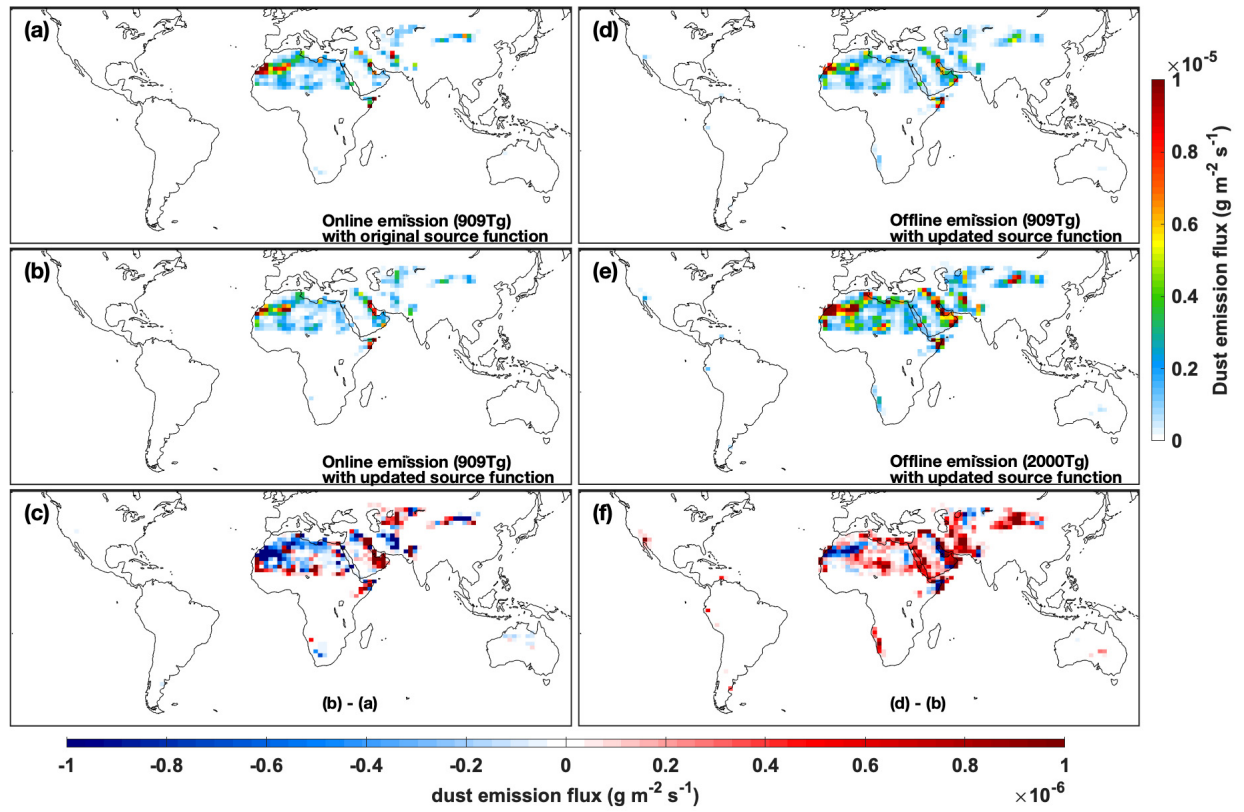 (a)
Online emission (909Tg)
with original source function
(d)
Offline emission (909Tg)
with updated source function
(b)
Online emission (909Tg)
with updated source function
(e)
Offline emission (2000Tg)
with updated source function
×10⁻⁵
1
0.8
0.6
0.4
0.2
0
Dust emission flux (g m⁻² s⁻¹)
(c)
(b) - (a)
(f)
(d) - (b)
-1 -0.8 -0.6 -0.4 -0.2 0 0.2 0.4 0.6 0.8 1
dust emission flux (g m⁻² s⁻¹)
×10⁻⁶